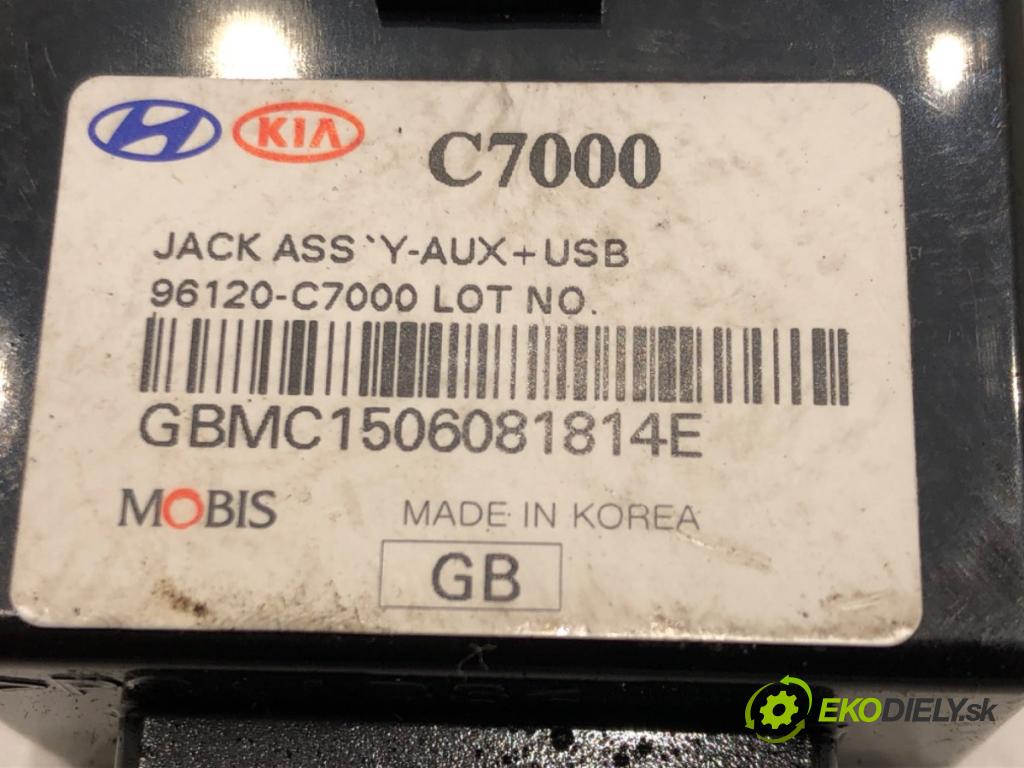 KIA C7000
JACK ASS`Y-AUX+USB
96120-C7000 LOT NO.
GBMC1506081814E
MOBIS MADE IN KOREA
GB
EKODIELY.sk